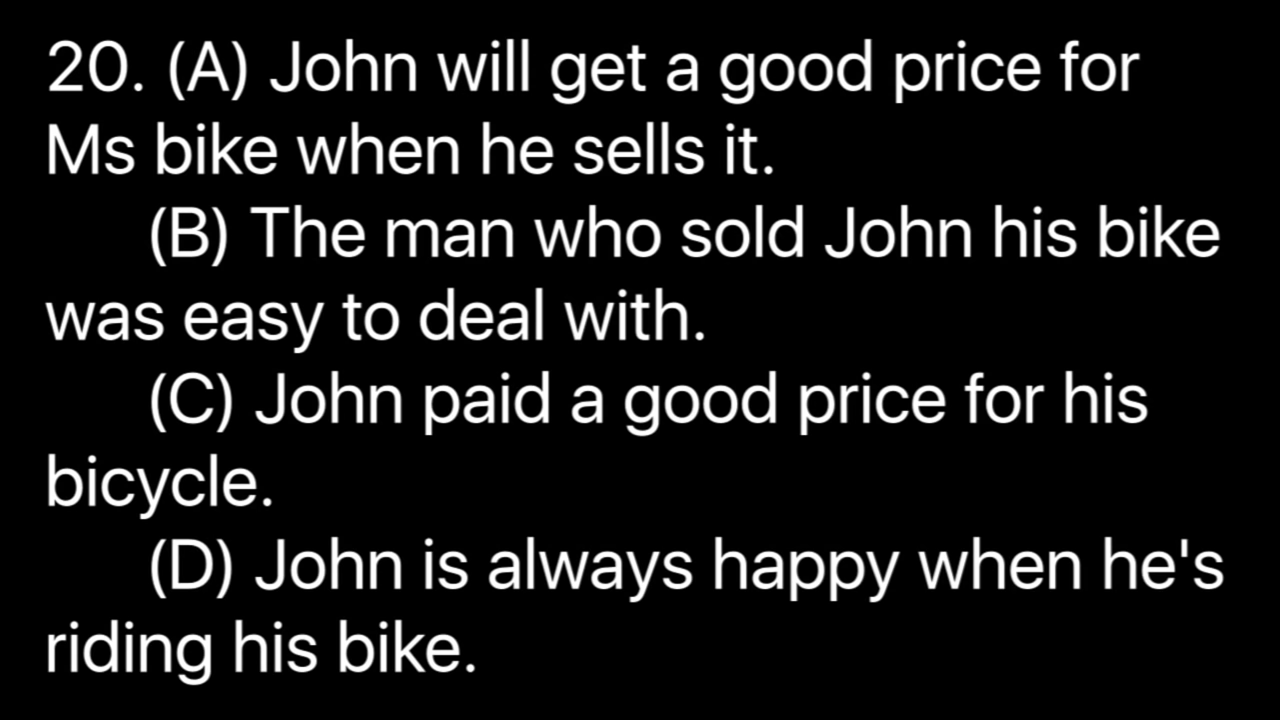 20. (A) John will get a good price for
Ms bike when he sells it.
(B) The man who sold John his bike
was easy to deal with.
(C) John paid a good price for his
bicycle.
(D) John is always happy when he's
riding his bike.